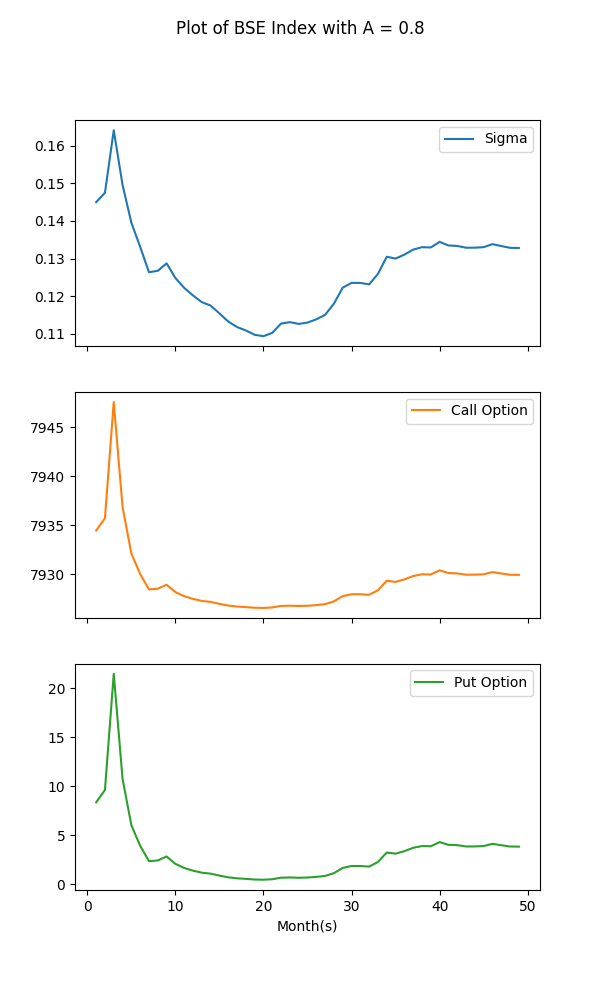 Plot of BSE Index with A = 0.8
Sigma
0.16
0.15
0.14
0.13
0.12
0.11
Call Option
7945
7940
7935
7930
Put Option
20
15
10
5
0
0 10 20 30 40 50
Month(s)